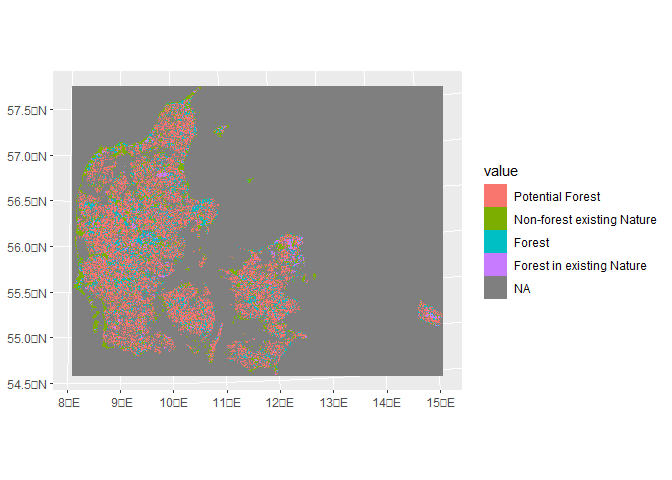 57.5□N
57.0□N
56.5□N
56.0□N
55.5□N
55.0□N
54.5□N
8□E
9□E
10□E
11□E
12□E
13□E
14□E
15□E
value
Potential Forest
Non-forest existing Nature
Forest
Forest in existing Nature
NA